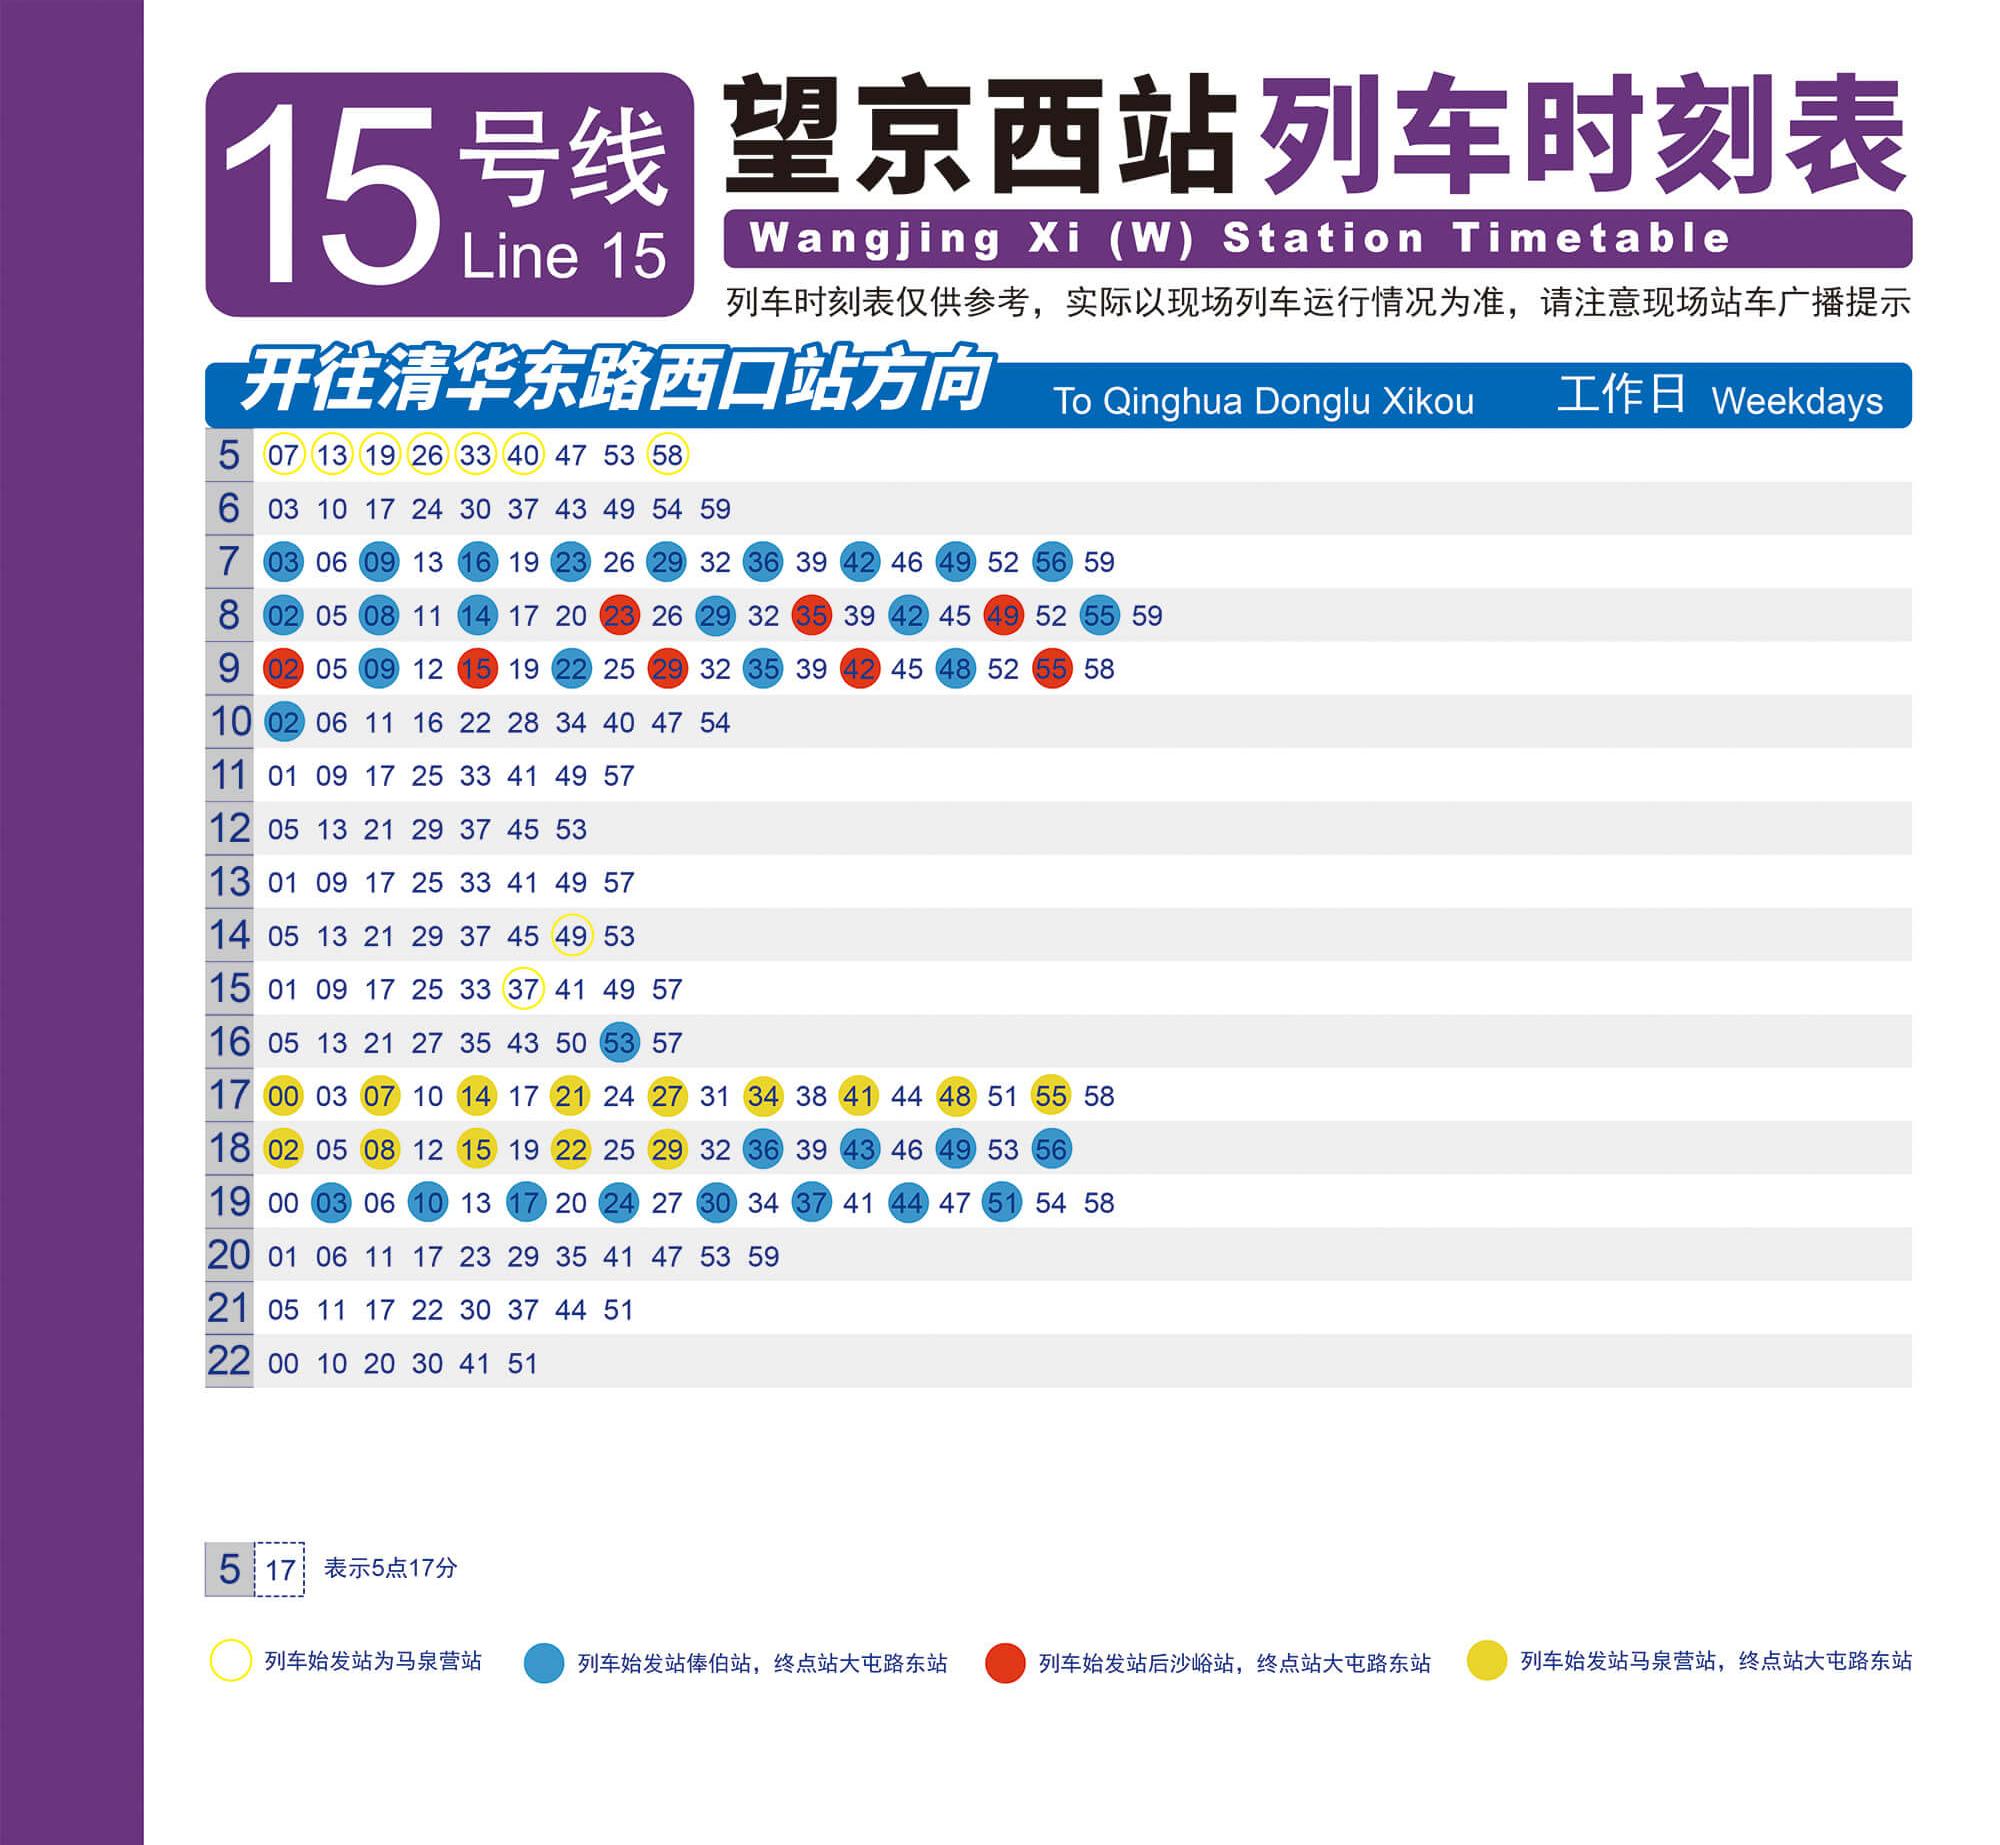 15号线
Line 15
望京西站列车时刻表
Wangjing Xi (W) Station Timetable
列车时刻表仅供参考，实际以现场列车运行情况为准，请注意现场站车广播提示
开往清华东路西口站方向 To Qinghua Donglu Xikou 工作日 Weekdays
5 07 13 19 26 33 40 47 53 58
6 03 10 17 24 30 37 43 49 54 59
7 03 06 09 13 16 19 23 26 29 32 36 39 42 46 49 52 56 59
8 02 05 08 11 14 17 20 23 26 29 32 35 39 42 45 49 52 55 59
9 02 05 09 12 15 19 22 25 29 32 35 39 42 45 48 52 55 58
10 02 06 11 16 22 28 34 40 47 54
11 01 09 17 25 33 41 49 57
12 05 13 21 29 37 45 53
13 01 09 17 25 33 41 49 57
14 05 13 21 29 37 45 49 53
15 01 09 17 25 33 37 41 49 57
16 05 13 21 27 35 43 50 53 57
17 00 03 07 10 14 17 21 24 27 31 34 38 41 44 48 51 55 58
18 02 05 08 12 15 19 22 25 29 32 36 39 43 46 49 53 56
19 00 03 06 10 13 17 20 24 27 30 34 37 41 44 47 51 54 58
20 01 06 11 17 23 29 35 41 47 53 59
21 05 11 17 22 30 37 44 51
22 00 10 20 30 41 51
5 17 表示5点17分
列车始发站为马泉营站 列车始发站俸伯站，终点站大屯路东站 列车始发站后沙峪站，终点站大屯路东站 列车始发站马泉营站，终点站大屯路东站